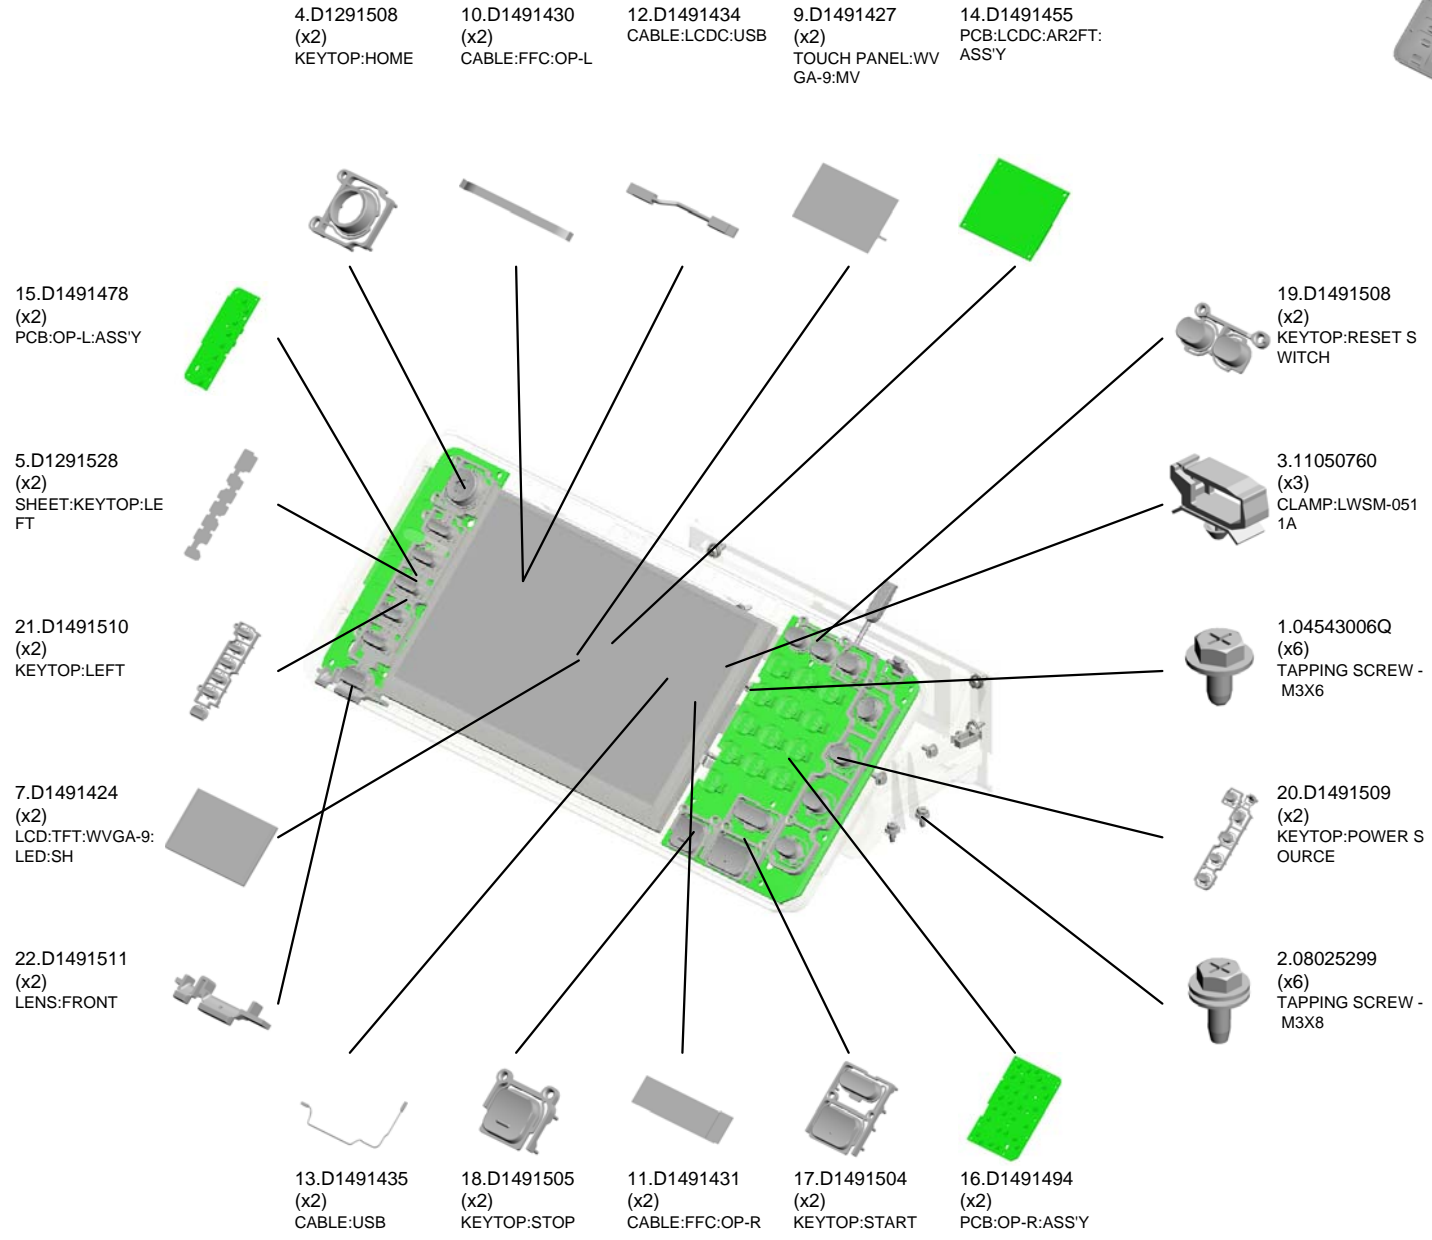 4.D1291508
(x2)
KEYTOP:HOME
10.D1491430
(x2)
CABLE:FFC:OP-L
12.D1491434
CABLE:LCDC:USB
9.D1491427
(x2)
TOUCH PANEL:WV
GA-9:MV
14.D1491455
PCB:LCDC:AR2FT:
ASS'Y
15.D1491478
(x2)
PCB:OP-L:ASS'Y
19.D1491508
(x2)
KEYTOP:RESET S
WITCH
5.D1291528
(x2)
SHEET:KEYTOP:LE
FT
3.11050760
(x3)
CLAMP:LWSM-051
1A
21.D1491510
(x2)
KEYTOP:LEFT
1.04543006Q
(x6)
TAPPING SCREW -
M3X6
7.D1491424
(x2)
LCD:TFT:WVGA-9:
LED:SH
20.D1491509
(x2)
KEYTOP:POWER S
OURCE
22.D1491511
(x2)
LENS:FRONT
2.08025299
(x6)
TAPPING SCREW -
M3X8
13.D1491435
(x2)
CABLE:USB
18.D1491505
(x2)
KEYTOP:STOP
11.D1491431
(x2)
CABLE:FFC:OP-R
17.D1491504
(x2)
KEYTOP:START
16.D1491494
(x2)
PCB:OP-R:ASS'Y